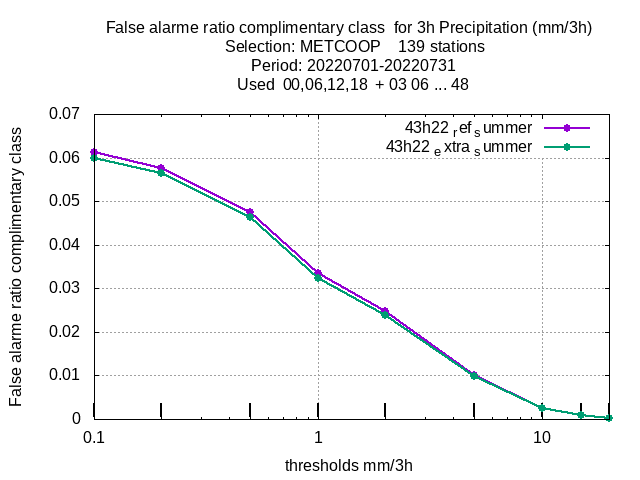 False alarme ratio complimentary class  for 3h Precipitation (mm/3h)
Selection: METCOOP    139 stations
Period: 20220701-20220731
Used  00,06,12,18  + 03 06 ... 48
0.07
43h22 ref summer
43h22 extra summer
0.06
0.05
0.04
0.03
0.02
0.01
0
0.1 1 10
thresholds mm/3h
False alarme ratio complimentary class